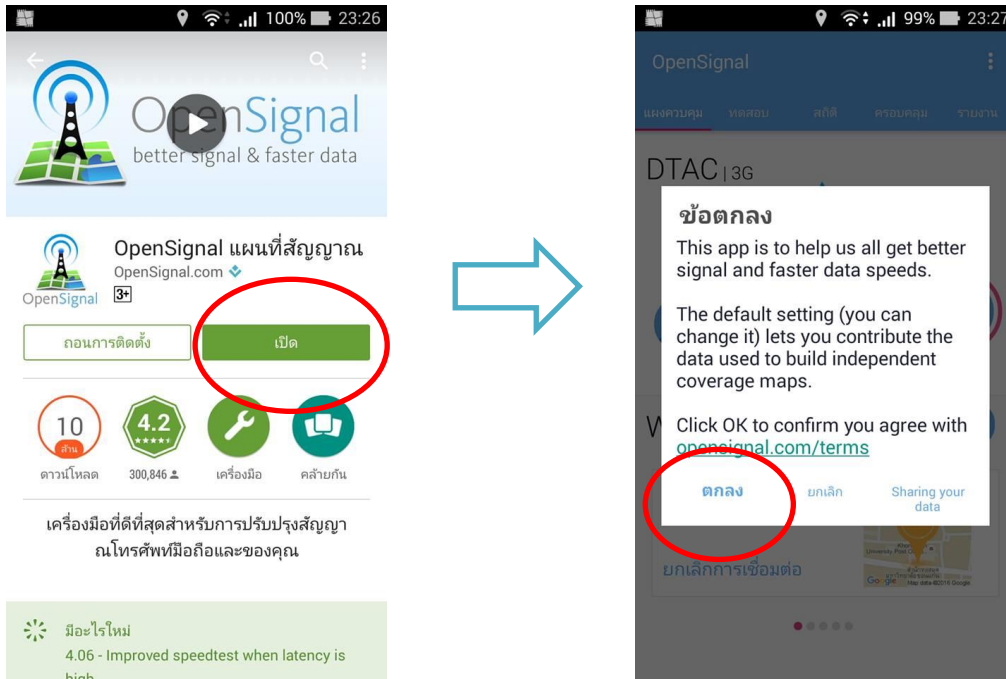 100% 23:26
OpenSignal
better signal & faster data
OpenSignal แผนที่สัญญาณ
OpenSignal.com
3+
OpenSignal
ถอนการติดตั้ง
เปิด
10
ล้าน
4.2
ดาวน์โหลด
300,846
เครื่องมือ
คล้ายกัน
เครื่องมือที่ดีที่สุดสำหรับการปรับปรุงสัญญา
ณโทรศัพท์มือถือและของคุณ
มีอะไรใหม่
4.06 - Improved speedtest when latency is
high
99% 23:27
OpenSignal
แผงควบคุม ทดสอบ สถิติ ครอบคลุม รายงาน
DTAC | 3G
ข้อตกลง
This app is to help us all get better
signal and faster data speeds.
The default setting (you can
change it) lets you contribute the
data used to build independent
coverage maps.
Click OK to confirm you agree with
opensignal.com/terms
ตกลง
ยกเลิก
Sharing your
data
ยกเลิกการเชื่อมต่อ
Google